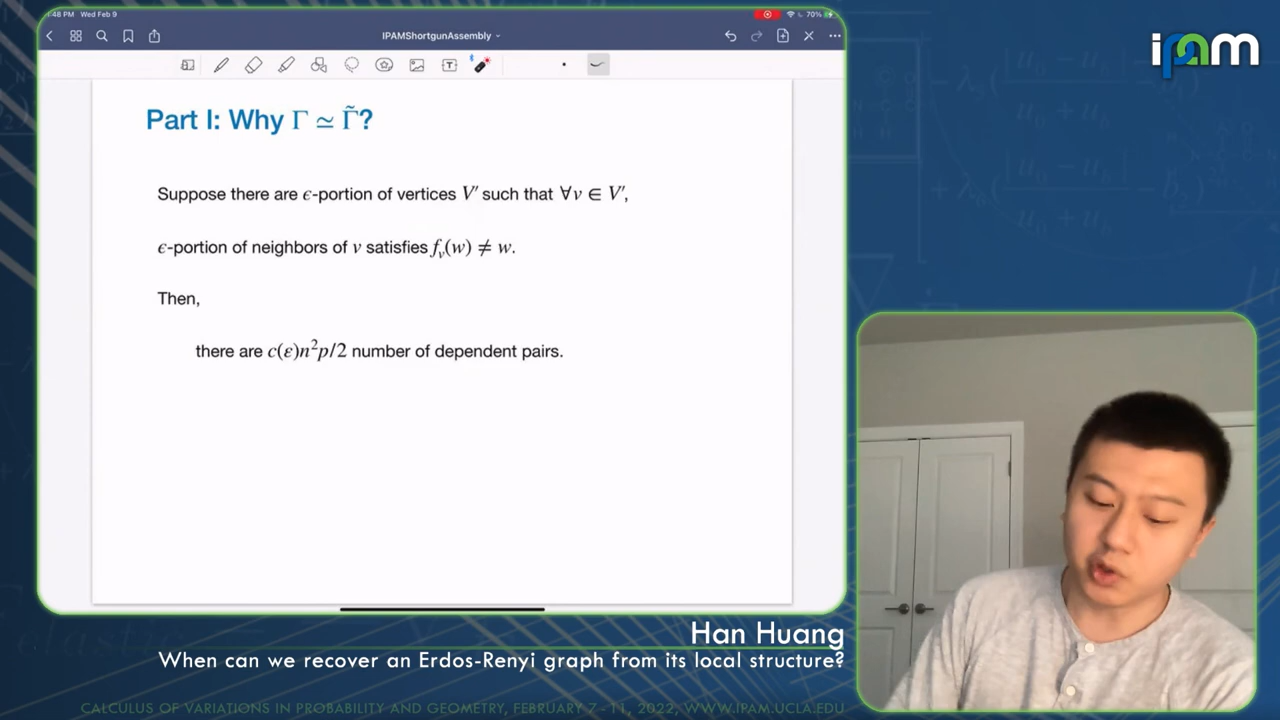 1:48 PM Wed Feb 9
70%
IPAMShortgunAssembly
T
ipam
Part I: Why Γ ≃ Γ̃?
Suppose there are ϵ-portion of vertices V′ such that ∀v ∈ V′,
ϵ-portion of neighbors of v satisfies f_v(w) ≠ w.
Then,
there are c(ε)n²p/2 number of dependent pairs.
Han Huang
When can we recover an Erdos-Renyi graph from its local structure?
CALCULUS OF VARIATIONS IN PROBABILITY AND GEOMETRY, FEBRUARY 7 - 11, 2022, WWW.IPAM.UCLA.EDU